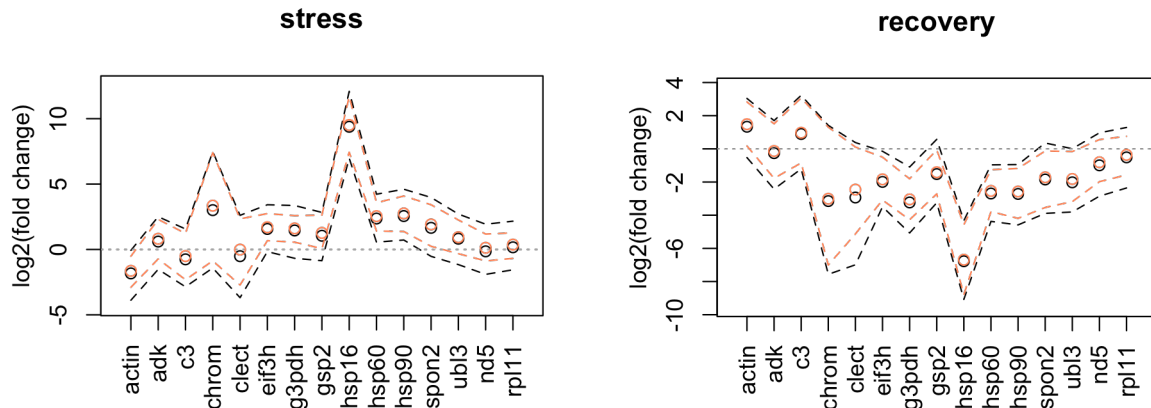 stress
log2(fold change)
10
5
0
-5
actin
adk
c3
chrom
clect
eif3h
g3pdh
gsp2
hsp16
hsp60
hsp90
spon2
ubl3
nd5
rpl11
recovery
log2(fold change)
4
2
-2
-6
-10
actin
adk
c3
chrom
clect
eif3h
g3pdh
gsp2
hsp16
hsp60
hsp90
spon2
ubl3
nd5
rpl11